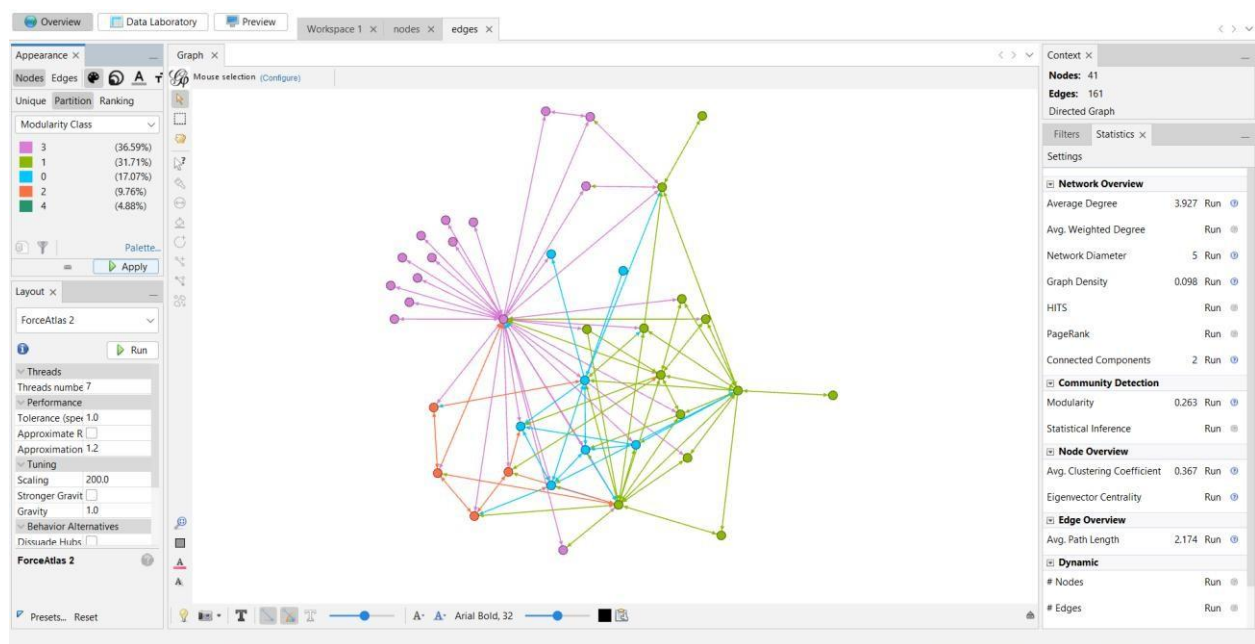 Overview Data Laboratory Preview
Workspace 1 × nodes × edges ×
Appearance ×
Nodes Edges
Unique Partition Ranking
Modularity Class
3 (36.59%)
1 (31.71%)
0 (17.07%)
2 (9.76%)
4 (4.88%)
Palette...
Apply
Layout ×
ForceAtlas 2
Run
Threads
Threads numbe 7
Performance
Tolerance (spee 1.0
Approximate R
Approximation 1.2
Tuning
Scaling 200.0
Stronger Gravit
Gravity 1.0
Behavior Alternatives
Dissuade Hubs
ForceAtlas 2
Presets... Reset
Graph ×
Mouse selection (Configure)
T A- A- Arial Bold, 32
Context ×
Nodes: 41
Edges: 161
Directed Graph
Filters Statistics ×
Settings
Network Overview
Average Degree 3.927 Run
Avg. Weighted Degree Run
Network Diameter 5 Run
Graph Density 0.098 Run
HITS Run
PageRank Run
Connected Components 2 Run
Community Detection
Modularity 0.263 Run
Statistical Inference Run
Node Overview
Avg. Clustering Coefficient 0.367 Run
Eigenvector Centrality Run
Edge Overview
Avg. Path Length 2.174 Run
Dynamic
# Nodes Run
# Edges Run